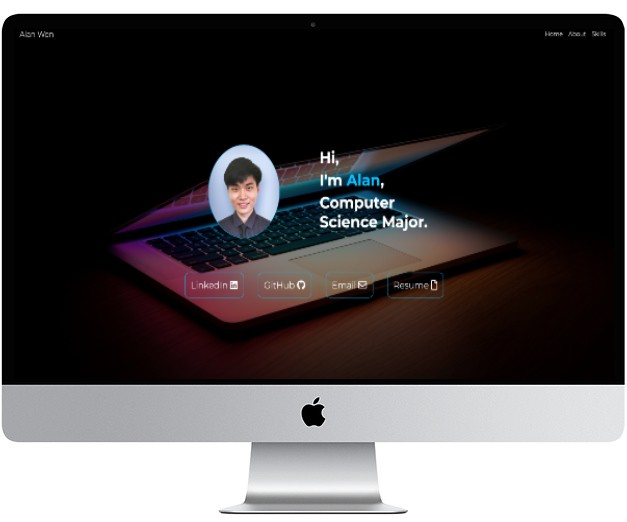 Alan Wen
Home About Skills
Hi,
I'm Alan,
Computer
Science Major.
LinkedIn GitHub Email Resume